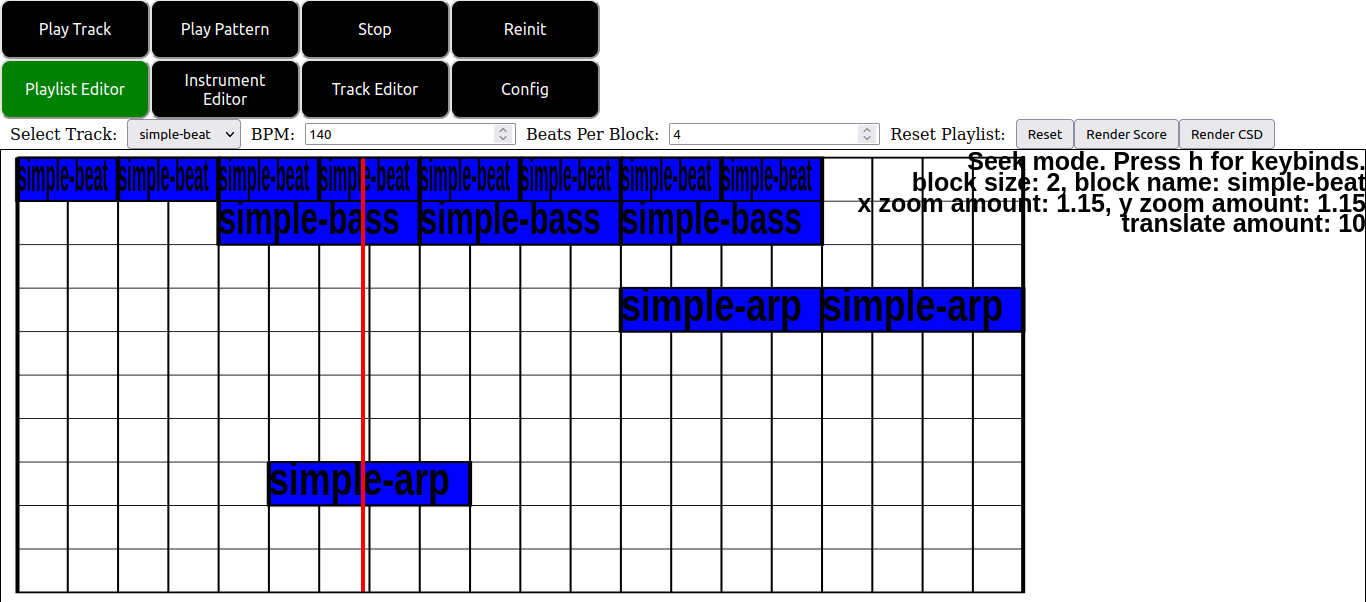 Play Track Play Pattern Stop Reinit
Playlist Editor Instrument Editor Track Editor Config
Select Track: simple-beat BPM: 140 Beats Per Block: 4 Reset Playlist: Reset Render Score Render CSD
Seek mode. Press h for keybinds.
simple-beat simple-beat simple-beat simple-beat simple-beat simple-beat simple-beat simple-beat
block size: 2, block name: simple-beat
x zoom amount: 1.15, y zoom amount: 1.15
simple-bass simple-bass simple-bass
translate amount: 10
simple-arp simple-arp
simple-arp